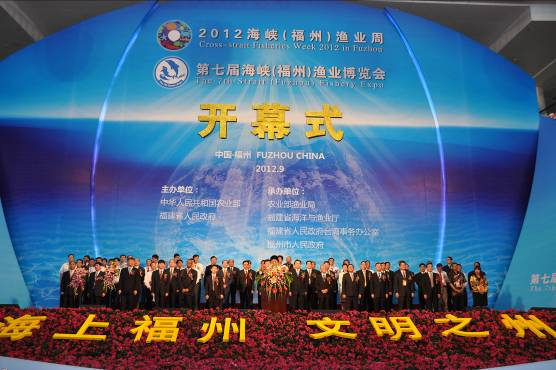 2012海峡(福州)渔业周
Cross-strait Fisheries Week 2012 in Fuzhou
第七届海峡(福州)渔业博览会
The 7th Strait (Fuzhou) Fishery Expo
开幕式
中国·福州 FUZHOU CHINA
2012.9
主办单位：
中华人民共和国农业部
福建省人民政府
承办单位：
农业部渔业局
福建省海洋与渔业厅
福建省人民政府台湾事务办公室
福州市人民政府
第七届海
The 7th
海上福州 文明之州